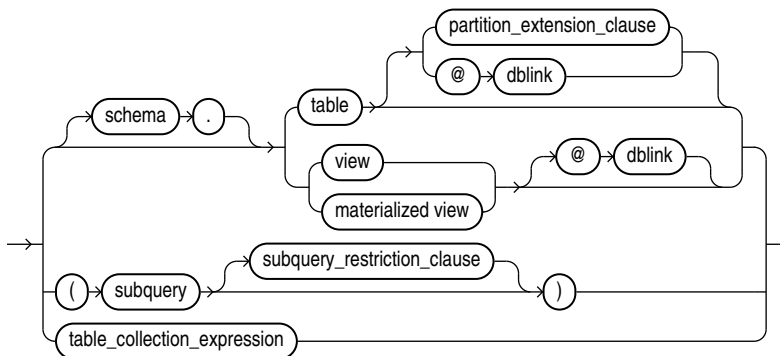 partition_extension_clause
@ dblink
schema . table
view @ dblink
materialized view
subquery_restriction_clause
( subquery )
table_collection_expression